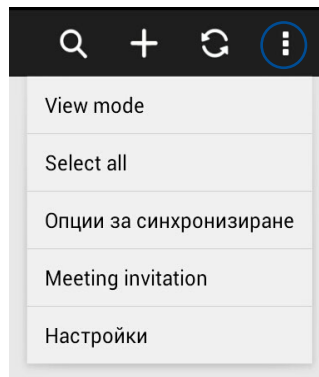 View mode
Select all
Опции за синхронизиране
Meeting invitation
Настройки